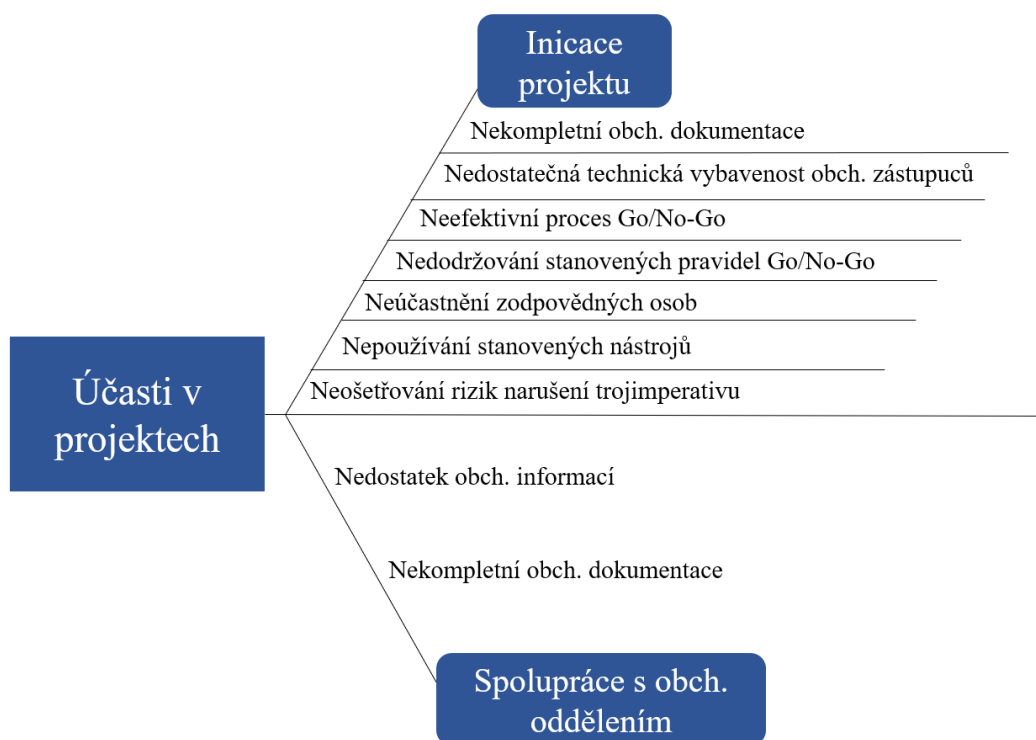 Inicace
projektu
Nekompletní obch. dokumentace
Nedostatečná technická vybavenost obch. zástupuců
Neefektivní proces Go/No-Go
Nedodržování stanovených pravidel Go/No-Go
Neúčastnění zodpovědných osob
Nepoužívání stanovených nástrojů
Neošetřování rizik narušení trojimperativu
Účasti v
projektech
Nedostatek obch. informací
Nekompletní obch. dokumentace
Spolupráce s obch.
oddělením